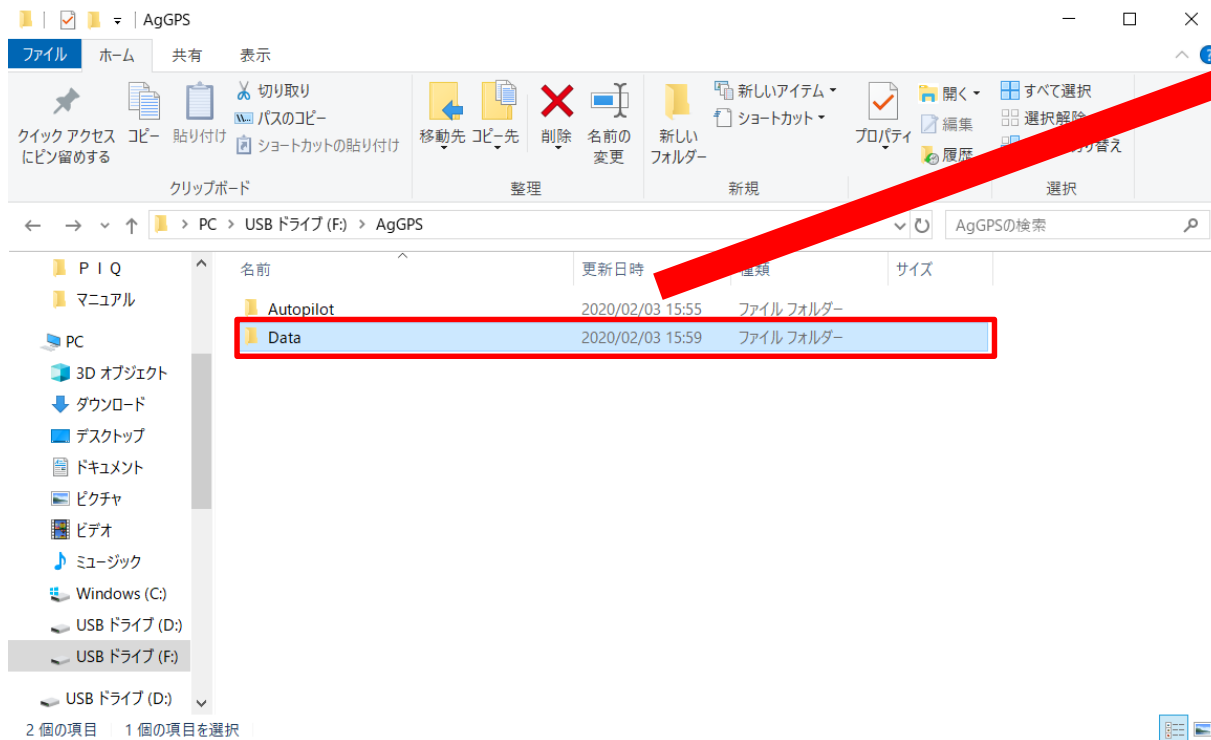 AgGPS
ファイル ホーム 共有 表示
クイック アクセス
にピン留めする
コピー
貼り付け
切り取り
パスのコピー
ショートカットの貼り付け
クリップボード
移動先
コピー先
削除
名前の
変更
整理
新しい
フォルダー
新しいアイテム
ショートカット
新規
プロパティ
開く
編集
履歴
すべて選択
選択解除
り替え
選択
PC > USB ドライブ (F:) > AgGPS
AgGPSの検索
名前 更新日時 種類 サイズ
Autopilot 2020/02/03 15:55 ファイル フォルダー
Data 2020/02/03 15:59 ファイル フォルダー
ＰＩＱ
マニュアル
PC
3D オブジェクト
ダウンロード
デスクトップ
ドキュメント
ピクチャ
ビデオ
ミュージック
Windows (C:)
USB ドライブ (D:)
USB ドライブ (F:)
USB ドライブ (D:)
2 個の項目 1 個の項目を選択